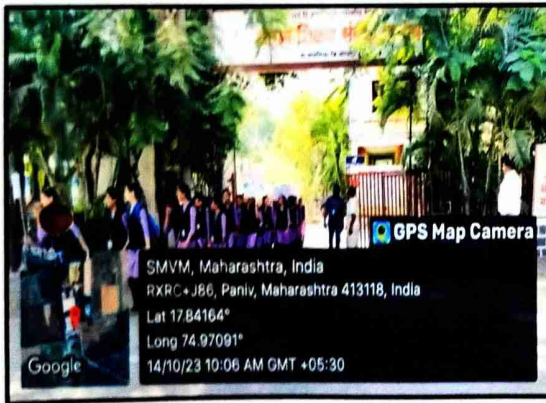 GPS Map Camera
SMVM, Maharashtra, India
RXRC+J86, Paniv, Maharashtra 413118, India
Lat 17.84164°
Long 74.97091°
14/10/23 10:06 AM GMT +05:30
Google